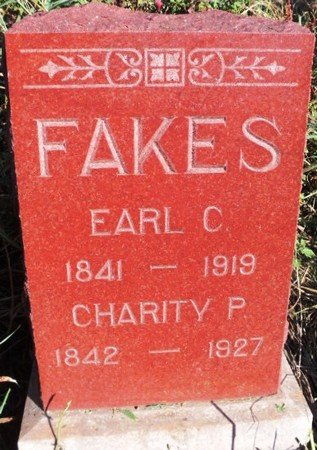 FAKES
EARL C.
1841 — 1919
CHARITY P.
1842 — 1927